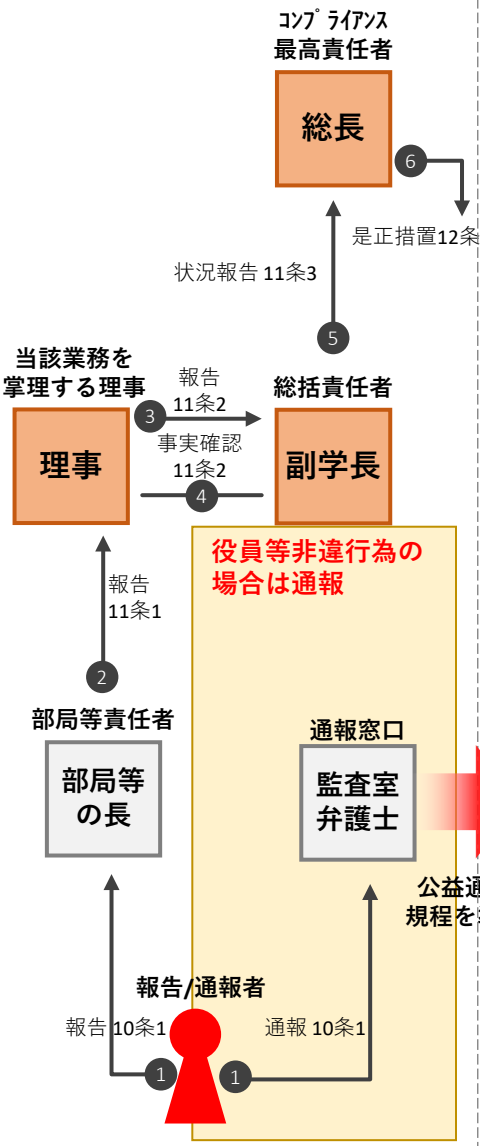 コンプライアンス
最高責任者
総長
6
是正措置12条
状況報告 11条3
5
当該業務を
掌理する理事
理事
3
報告
11条2
事実確認
11条2
4
総括責任者
副学長
役員等非違行為の
場合は通報
報告
11条1
2
部局等責任者
部局等
の長
通報窓口
監査室
弁護士
公益通
規程を
報告/通報者
報告 10条1
通報 10条1
1
1